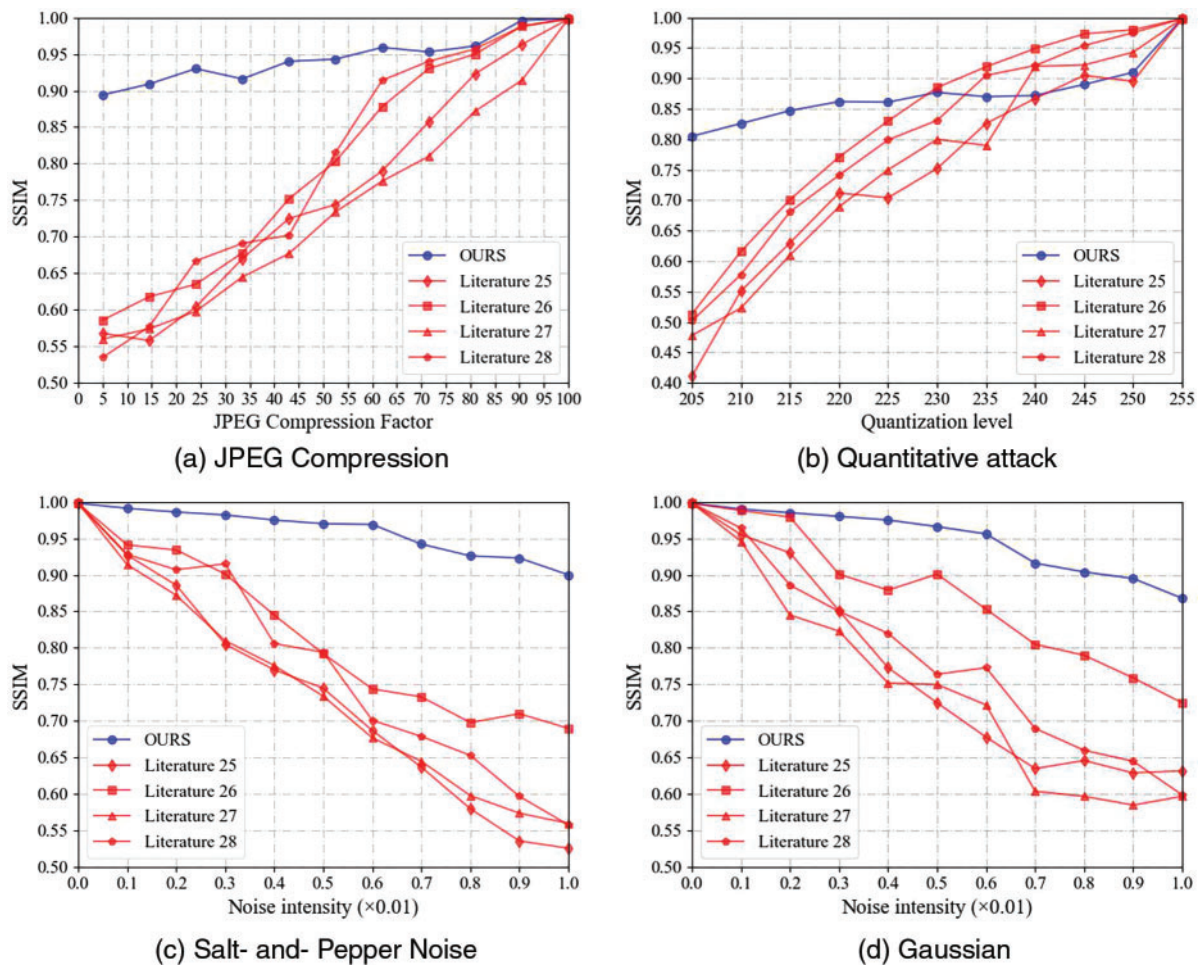 1.00
0.95
0.90
0.85
0.80
0.75
0.70
0.65
0.60
0.55
0.50
SSIM
OURS
Literature 25
Literature 26
Literature 27
Literature 28
0 5 10 15 20 25 30 35 40 45 50 55 60 65 70 75 80 85 90 95 100
JPEG Compression Factor
(a) JPEG Compression
1.00
0.95
0.90
0.85
0.80
0.75
0.70
0.65
0.60
0.55
0.50
0.45
0.40
SSIM
OURS
Literature 25
Literature 26
Literature 27
Literature 28
205 210 215 220 225 230 235 240 245 250 255
Quantization level
(b) Quantitative attack
1.00
0.95
0.90
0.85
0.80
0.75
0.70
0.65
0.60
0.55
0.50
SSIM
OURS
Literature 25
Literature 26
Literature 27
Literature 28
0.0 0.1 0.2 0.3 0.4 0.5 0.6 0.7 0.8 0.9 1.0
Noise intensity (×0.01)
(c) Salt- and- Pepper Noise
1.00
0.95
0.90
0.85
0.80
0.75
0.70
0.65
0.60
0.55
0.50
SSIM
OURS
Literature 25
Literature 26
Literature 27
Literature 28
0.0 0.1 0.2 0.3 0.4 0.5 0.6 0.7 0.8 0.9 1.0
Noise intensity (×0.01)
(d) Gaussian